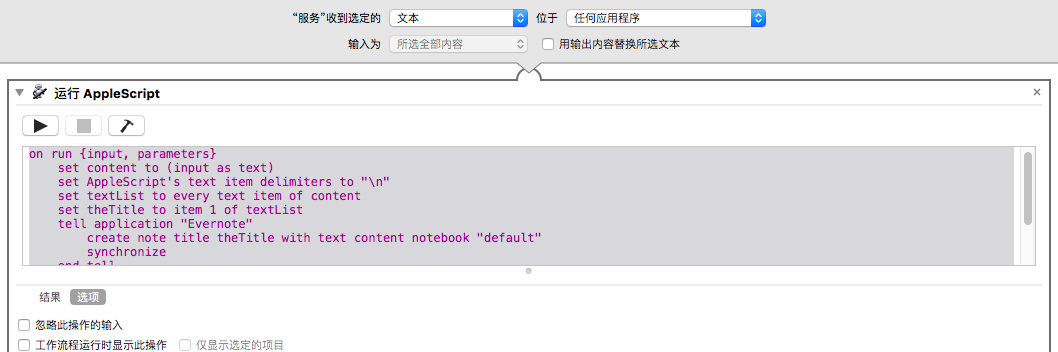 “服务”收到选定的 文本 位于 任何应用程序
输入为 所选全部内容 用输出内容替换所选文本
运行 AppleScript
on run {input, parameters}
set content to (input as text)
set AppleScript's text item delimiters to "\n"
set textList to every text item of content
set theTitle to item 1 of textList
tell application "Evernote"
create note title theTitle with text content notebook "default"
synchronize
end tell
结果 选项
忽略此操作的输入
工作流程运行时显示此操作 仅显示选定的项目